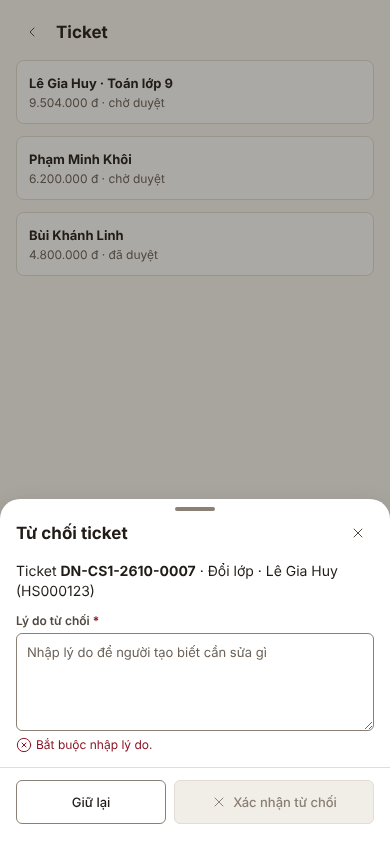 Ticket
Lê Gia Huy · Toán lớp 9
9.504.000 đ · chờ duyệt
Phạm Minh Khôi
6.200.000 đ · chờ duyệt
Bùi Khánh Linh
4.800.000 đ · đã duyệt
Từ chối ticket
Ticket DN-CS1-2610-0007 · Đổi lớp · Lê Gia Huy
(HS000123)
Lý do từ chối *
Nhập lý do để người tạo biết cần sửa gì
Bắt buộc nhập lý do.
Giữ lại
Xác nhận từ chối